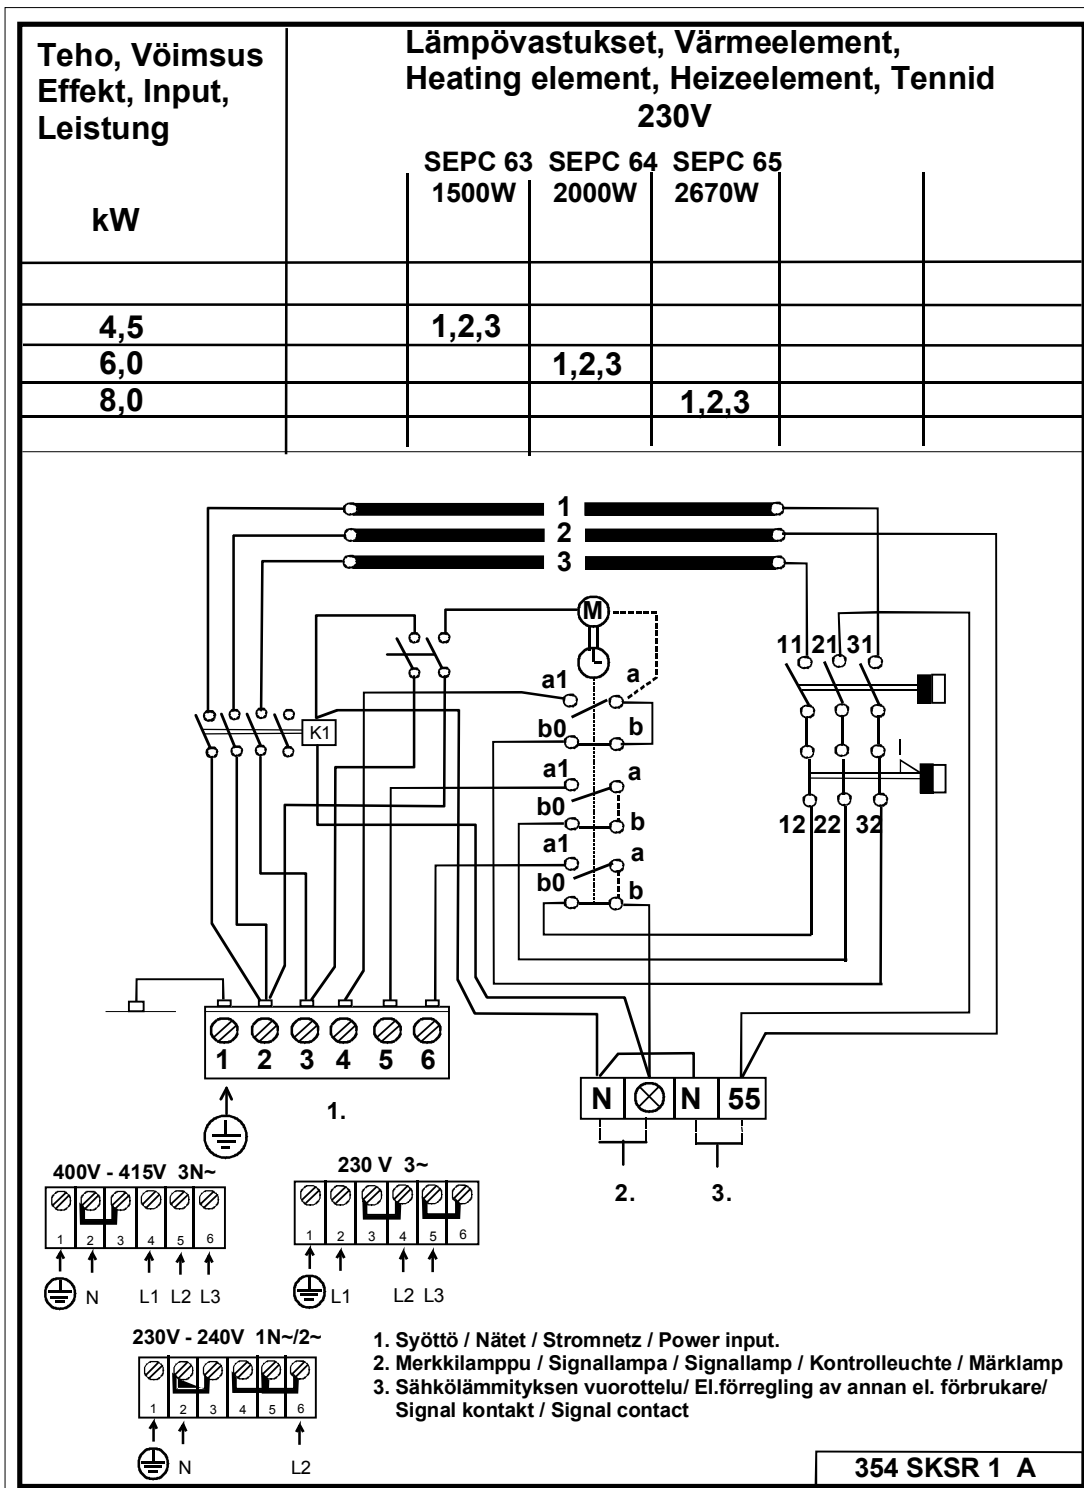 Teho, Vöimsus
Effekt, Input,
Leistung
kW
Lämpövastukset, Värmeelement,
Heating element, Heizeelement, Tennid
230V
SEPC 63 SEPC 64 SEPC 65
1500W 2000W 2670W
4,5 1,2,3
6,0 1,2,3
8,0 1,2,3
1
2
3
M
11 21 31
a1 a
b0 b
K1
a1 a
b0 b
a1 a
b0 b
12 22 32
1 2 3 4 5 6
1.
N N 55
2. 3.
400V - 415V 3N~
1 2 3 4 5 6
N L1 L2 L3
230 V 3~
1 2 3 4 5 6
L1 L2 L3
230V - 240V 1N~/2~
1 2 3 4 5 6
N L2
1. Syöttö / Nätet / Stromnetz / Power input.
2. Merkkilamppu / Signallampa / Signallamp / Kontrolleuchte / Märklamp
3. Sähkölämmityksen vuorottelu/ El.förregling av annan el. förbrukare/
Signal kontakt / Signal contact
354 SKSR 1 A